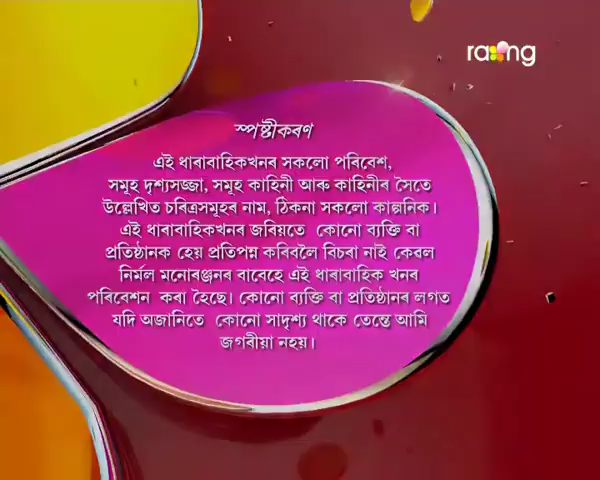 rang
স্পষ্টীকৰণ
এই ধাৰাবাহিকখনৰ সকলো পৰিবেশ,
সমূহ দৃশ্যসজ্জা, সমূহ কাহিনী আৰু কাহিনীৰ সৈতে
উল্লেখিত চৰিত্ৰসমূহৰ নাম, ঠিকনা সকলো কাল্পনিক।
এই ধাৰাবাহিকখনৰ জৰিয়তে কোনো ব্যক্তি বা
প্ৰতিষ্ঠানক হেয় প্ৰতিপন্ন কৰিবলৈ বিচৰা নাই কেৱল
নিৰ্মল মনোৰঞ্জনৰ বাবেহে এই ধাৰাবাহিক খনৰ
পৰিবেশন কৰা হৈছে। কোনো ব্যক্তি বা প্ৰতিষ্ঠানৰ লগত
যদি অজানিতে কোনো সাদৃশ্য থাকে তেন্তে আমি
জগৰীয়া নহয়।